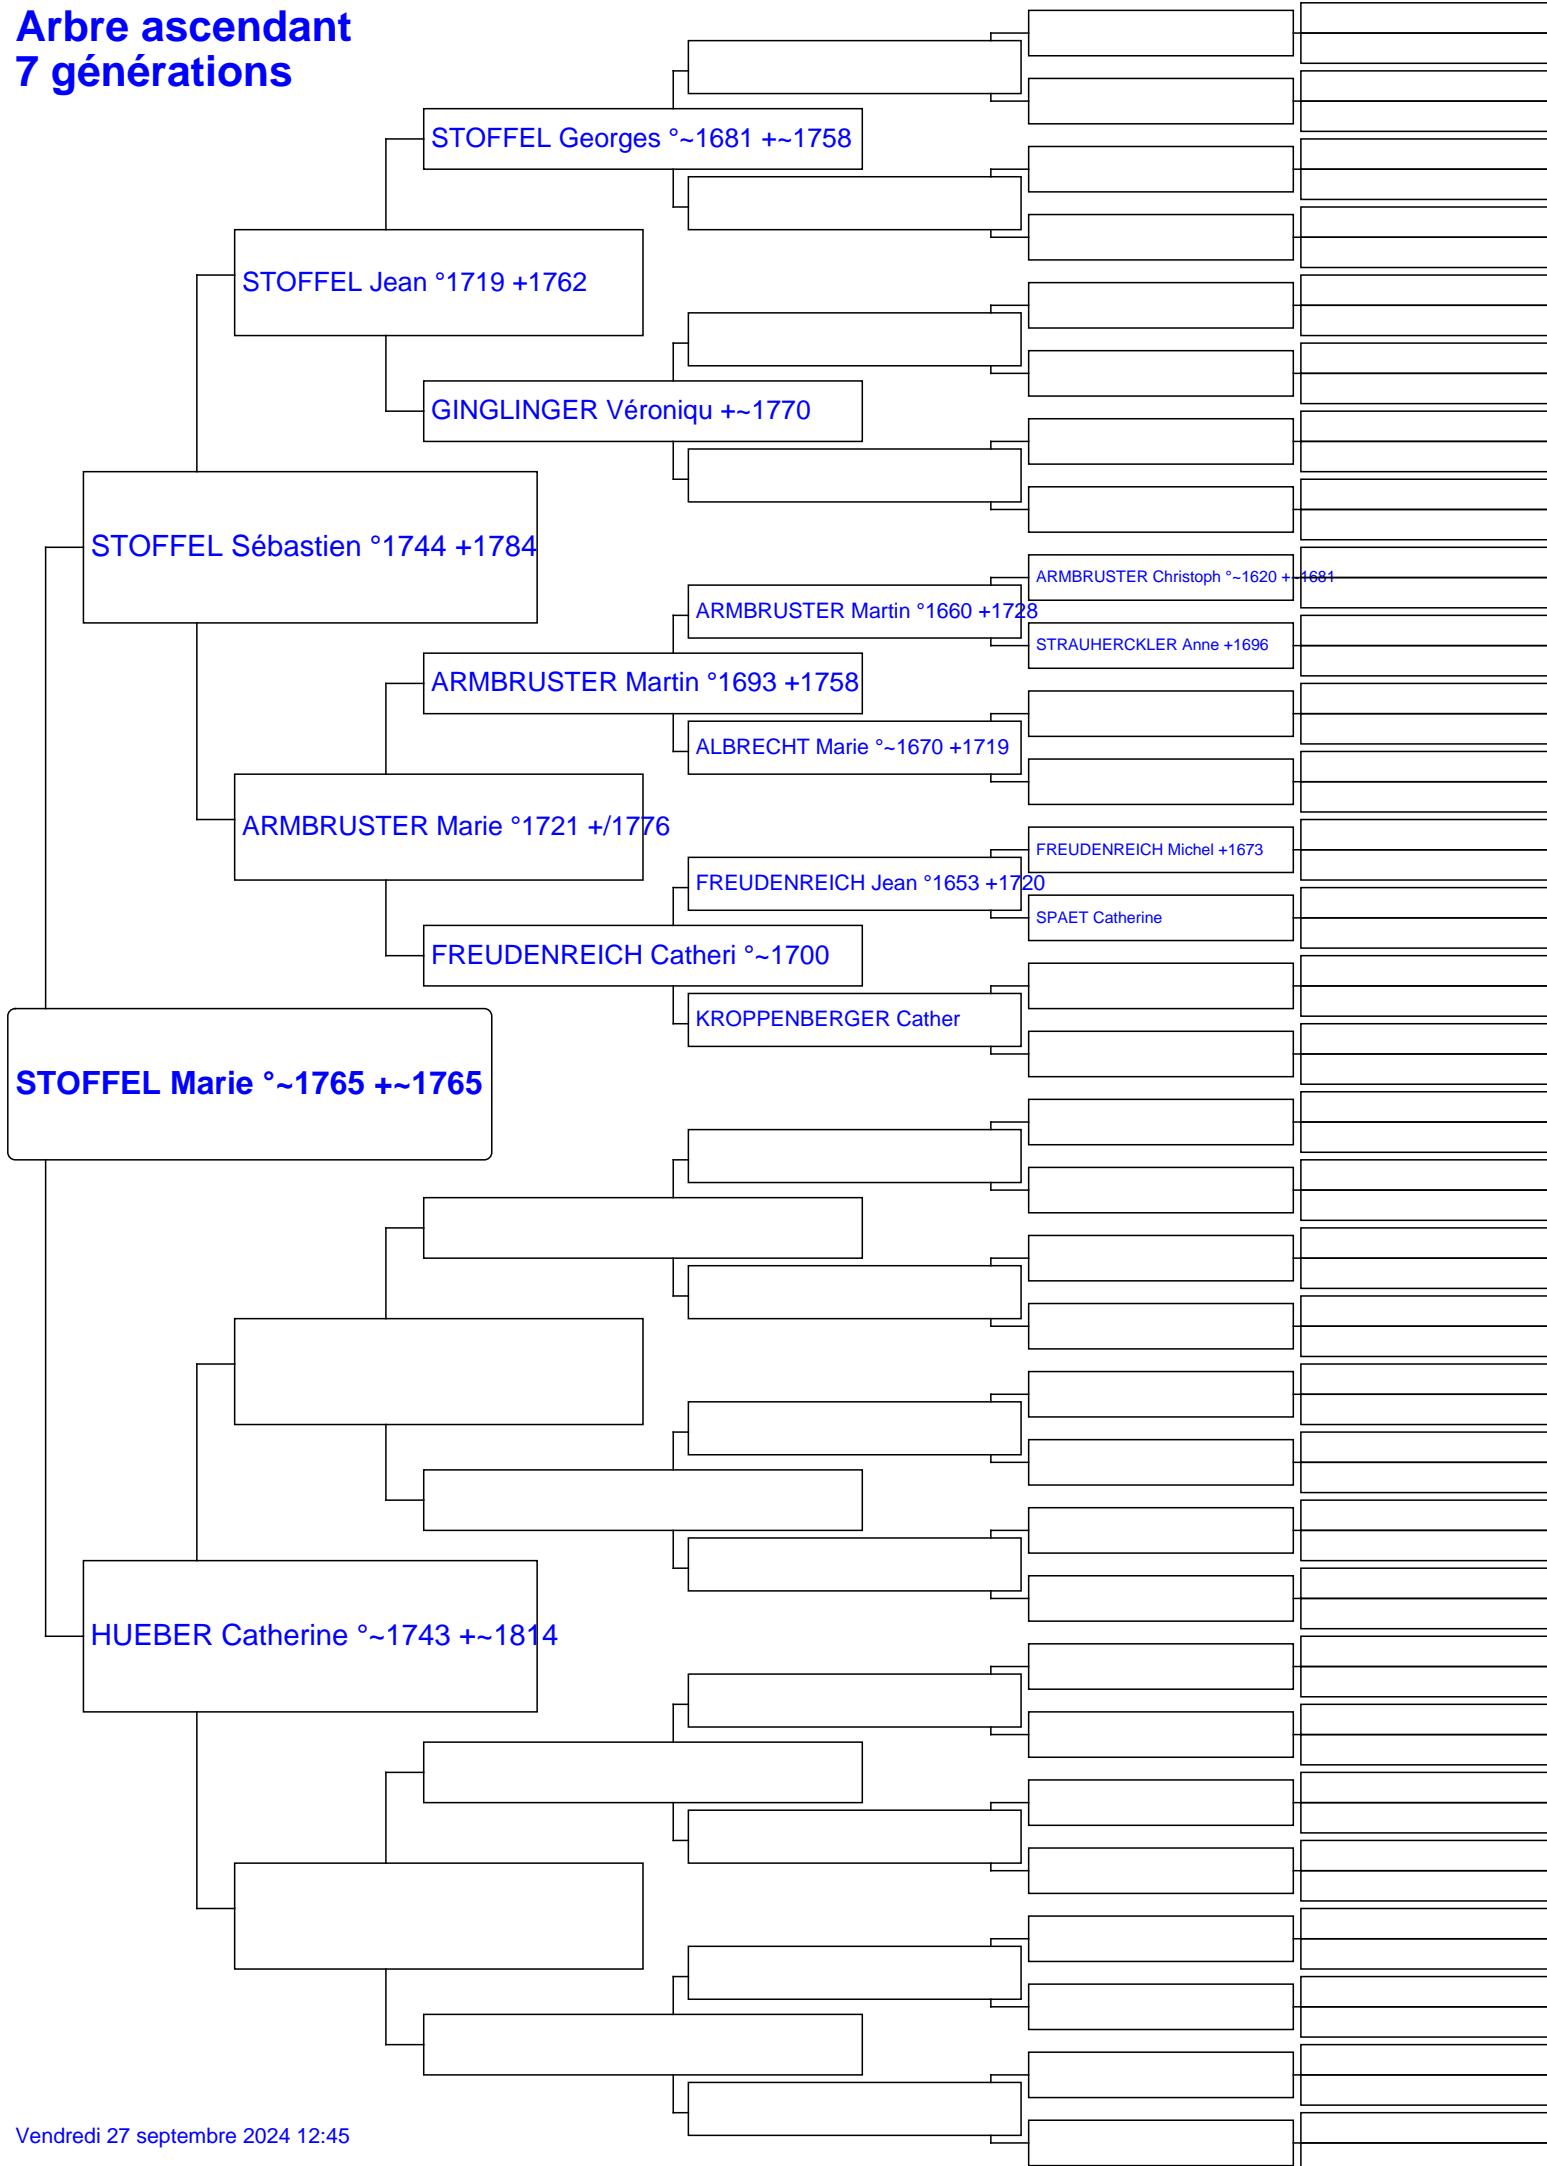 Arbre ascendant
7 générations
STOFFEL Georges °~1681 +~1758
STOFFEL Jean °1719 +1762
GINGLINGER Véroniqu +~1770
STOFFEL Sébastien °1744 +1784
ARMBRUSTER Christoph °~1620 +~1681
ARMBRUSTER Martin °1660 +1728
STRAUHERCKLER Anne +1696
ARMBRUSTER Martin °1693 +1758
ALBRECHT Marie °~1670 +1719
ARMBRUSTER Marie °1721 +/1776
FREUDENREICH Michel +1673
FREUDENREICH Jean °1653 +1720
SPAET Catherine
FREUDENREICH Catheri °~1700
KROPPENBERGER Cather
STOFFEL Marie °~1765 +~1765
HUEBER Catherine °~1743 +~1814
Vendredi 27 septembre 2024 12:45